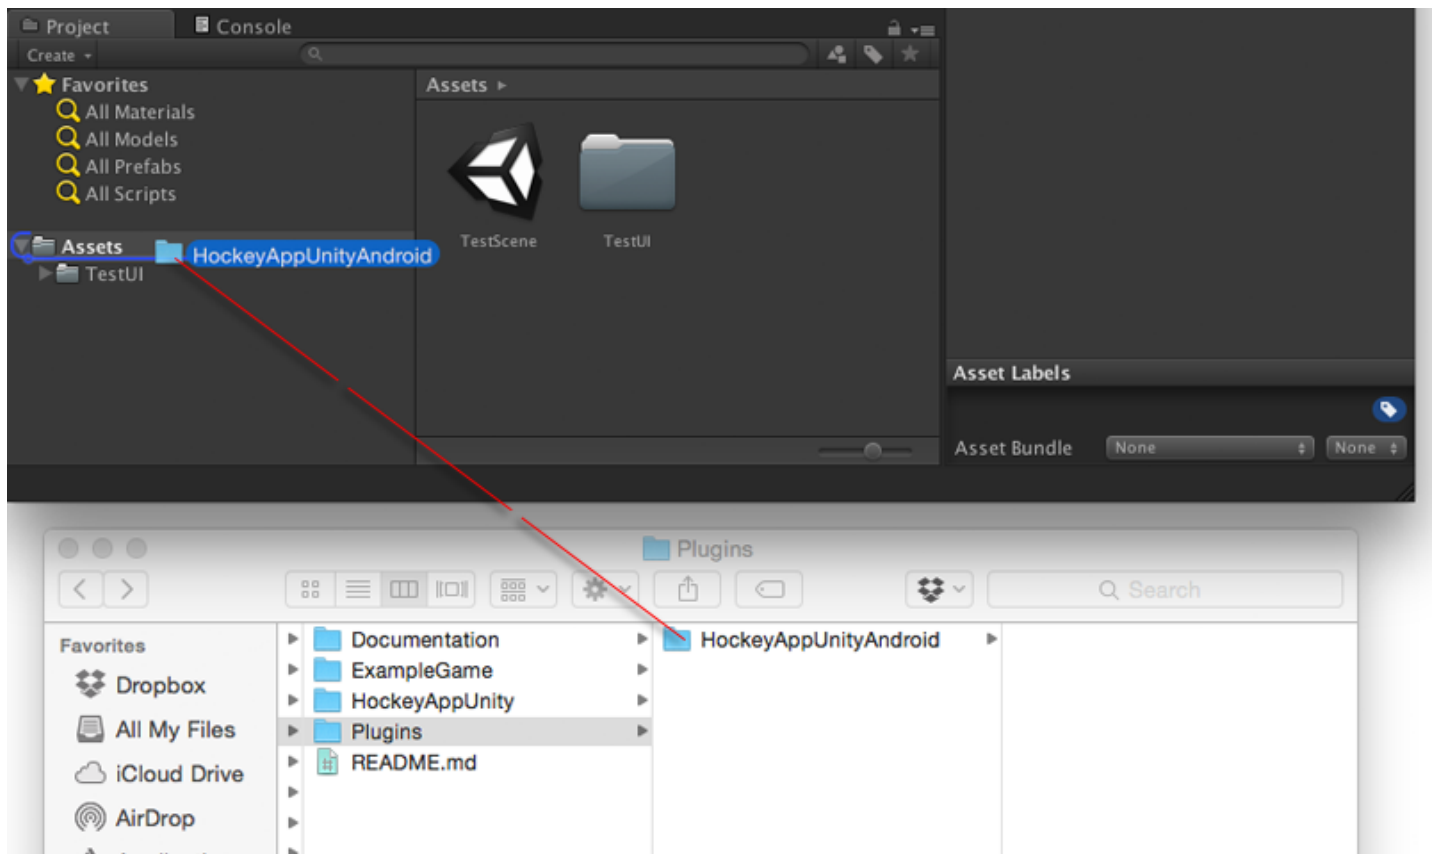 Project
Console
Create
Favorites
Assets
All Materials
All Models
All Prefabs
All Scripts
Assets
HockeyAppUnityAndroid
TestUI
TestScene
TestUI
Asset Labels
Asset Bundle
None
None
Plugins
Search
Favorites
Dropbox
All My Files
iCloud Drive
AirDrop
Documentation
ExampleGame
HockeyAppUnity
Plugins
README.md
HockeyAppUnityAndroid